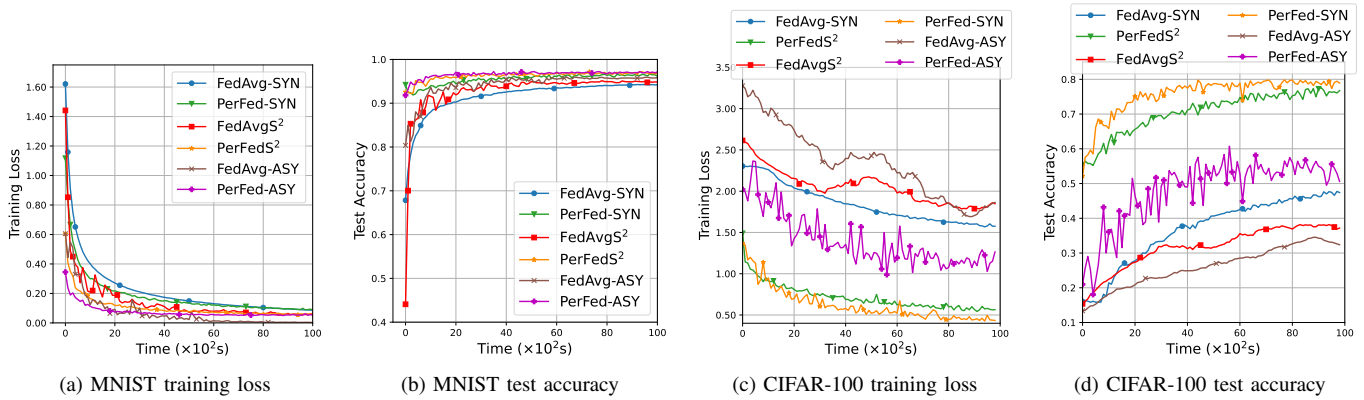 Training Loss
1.60
1.40
1.20
1.00
0.80
0.60
0.40
0.20
0.00
0 20 40 60 80 100
Time (×10²s)
FedAvg-SYN
PerFed-SYN
FedAvgS²
PerFedS²
FedAvg-ASY
PerFed-ASY
(a) MNIST training loss
Test Accuracy
1.0
0.9
0.8
0.7
0.6
0.5
0.4
0 20 40 60 80 100
Time (×10²s)
FedAvg-SYN
PerFed-SYN
FedAvgS²
PerFedS²
FedAvg-ASY
PerFed-ASY
(b) MNIST test accuracy
FedAvg-SYN PerFed-SYN
PerFedS² FedAvg-ASY
FedAvgS² PerFed-ASY
Training Loss
3.5
3.00
2.50
2.00
1.50
1.00
0.50
0 20 40 60 80 100
Time (×10²s)
(c) CIFAR-100 training loss
FedAvg-SYN PerFed-SYN
PerFedS² FedAvg-ASY
FedAvgS² PerFed-ASY
Test Accuracy
0.8
0.7
0.6
0.5
0.4
0.3
0.2
0.1
0 20 40 60 80 100
Time (×10²s)
(d) CIFAR-100 test accuracy